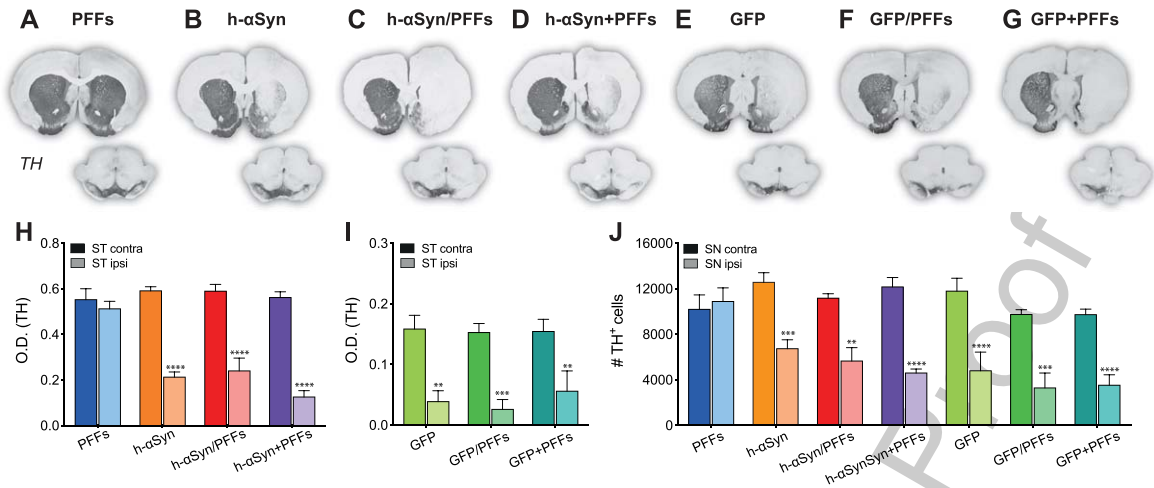 A PFFs
B h-αSyn
C h-αSyn/PFFs
D h-αSyn+PFFs
E GFP
F GFP/PFFs
G GFP+PFFs
TH
H
ST contra
ST ipsi
O.D. (TH)
0.8
0.6
0.4
0.2
0.0
****
****
****
PFFs
h-αSyn
h-αSyn/PFFs
h-αSyn+PFFs
I
ST contra
ST ipsi
O.D. (TH)
0.3
0.2
0.1
0.0
**
***
**
GFP
GFP/PFFs
GFP+PFFs
J
SN contra
SN ipsi
# TH+ cells
16000
12000
8000
4000
0
***
**
****
****
***
****
PFFs
h-αSyn
h-αSyn/PFFs
h-αSynSyn+PFFs
GFP
GFP/PFFs
GFP+PFFs
Proof